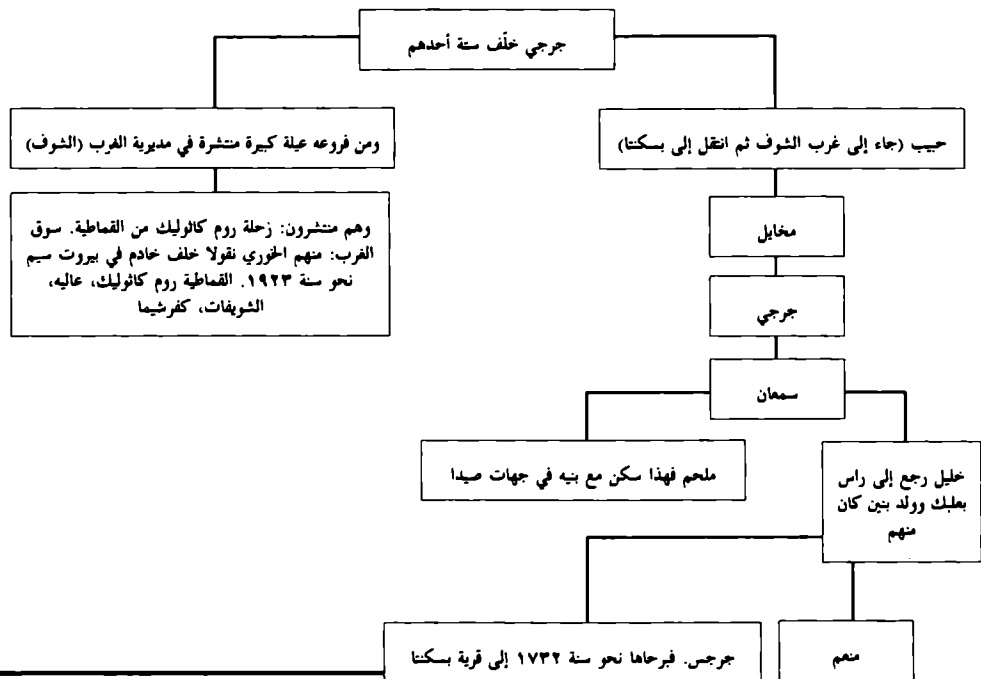 جرجي خلّف ستة أحدهم
حبيب (جاء إلى غرب الشوف ثم انتقل إلى بسكنتا)
ومن فروعه عيلة كبيرة منتشرة في مديرية الغرب (الشوف)
وهم منتشرون: زحلة روم كاثوليك من القماطية. سوق
الغرب: منهم الخوري نقولا خلف خادم في بيروت سيم
نحو سنة ١٩٢٣. القماطية روم كاثوليك، عاليه،
الشويفات، كفرشيما
مخايل
جرجي
سمعان
خليل رجع إلى راس
بعلبك وولد بنين كان
منهم
ملحم فهذا سكن مع بنيه في جهات صيدا
منعم
جرجس. فبرحاها نحو سنة ١٧٣٢ إلى قرية بسكنتا